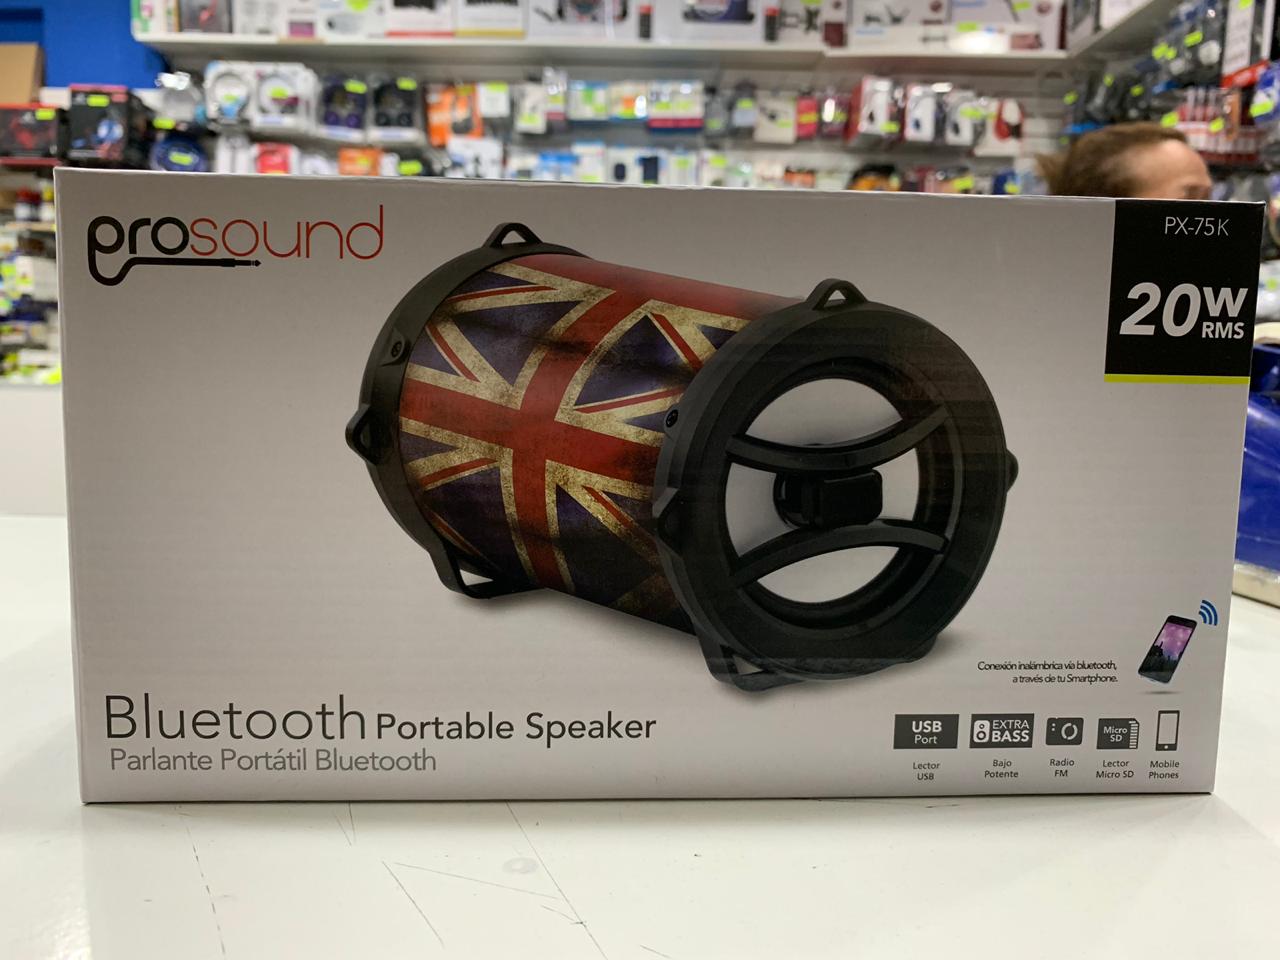 prosound
PX-75K
20W
RMS
Conexión inalámbrica vía bluetooth,
a través de tu Smartphone.
Bluetooth Portable Speaker
Parlante Portátil Bluetooth
USB
Port
Lector
USB
EXTRA
BASS
Bajo
Potente
Radio
FM
Micro
SD
Lector
Micro SD
Mobile
Phones